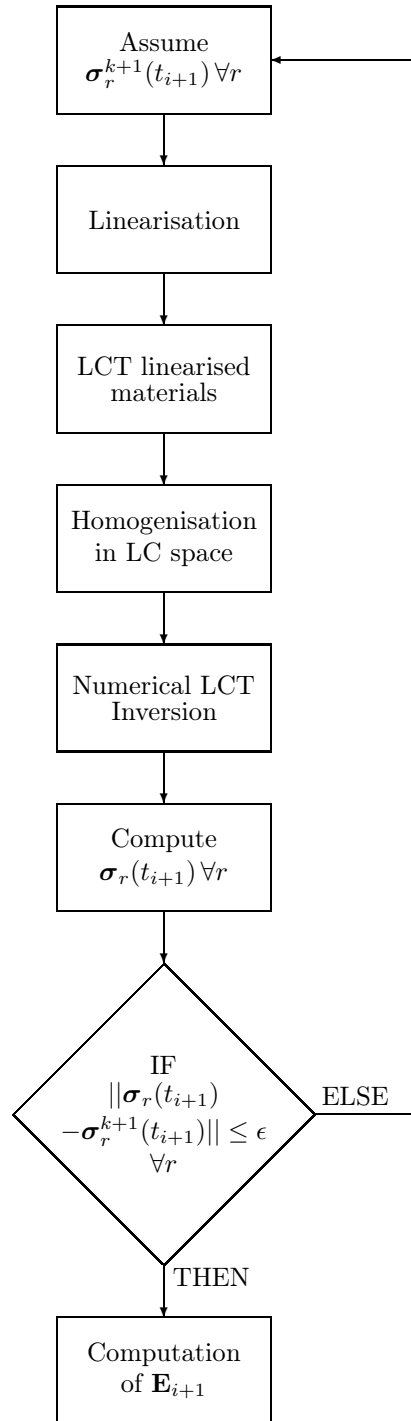 Assume
𝝈_r^{k+1}(t_{i+1}) ∀r
Linearisation
LCT linearised
materials
Homogenisation
in LC space
Numerical LCT
Inversion
Compute
𝝈_r(t_{i+1}) ∀r
IF
||𝝈_r(t_{i+1})
−𝝈_r^{k+1}(t_{i+1})|| ≤ ϵ
∀r
ELSE
THEN
Computation
of 𝐄_{i+1}